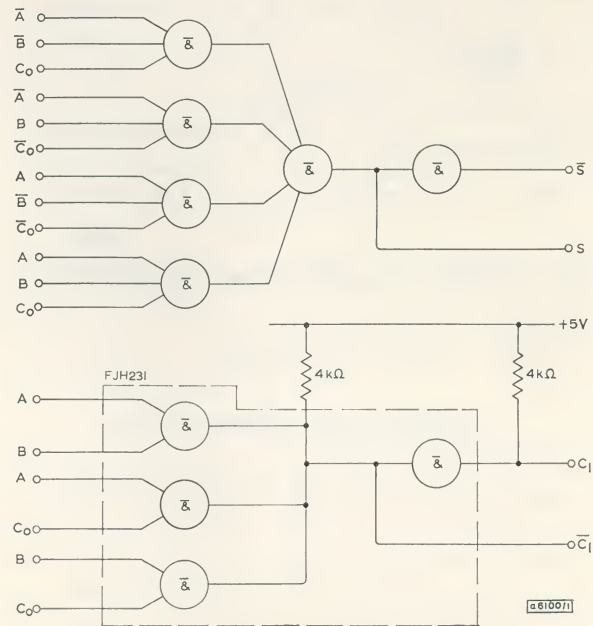 A̅
B̅
C₀
&̅
A̅
B
C̅₀
&̅
&̅
&̅
S̅
A
B̅
C̅₀
&̅
S
A
B
C₀
&̅
+5V
4kΩ
4kΩ
FJH231
A
B
&̅
A
C₀
&̅
&̅
C₁
B
C₀
&̅
C̅₁
a6100/1